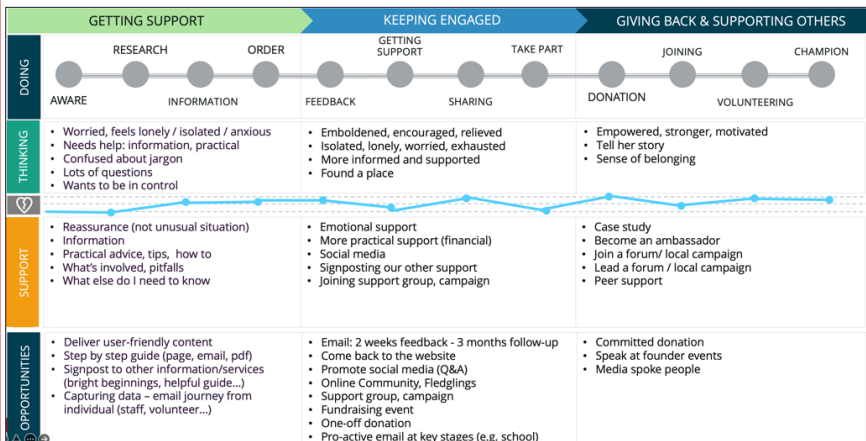 GETTING SUPPORT
KEEPING ENGAGED
GIVING BACK & SUPPORTING OTHERS
DOING
AWARE
RESEARCH
INFORMATION
ORDER
FEEDBACK
GETTING
SUPPORT
SHARING
TAKE PART
DONATION
JOINING
VOLUNTEERING
CHAMPION
THINKING
• Worried, feels lonely / isolated / anxious
• Needs help: information, practical
• Confused about jargon
• Lots of questions
• Wants to be in control
• Emboldened, encouraged, relieved
• Isolated, lonely, worried, exhausted
• More informed and supported
• Found a place
• Empowered, stronger, motivated
• Tell her story
• Sense of belonging
SUPPORT
• Reassurance (not unusual situation)
• Information
• Practical advice, tips,  how to
• What's involved, pitfalls
• What else do I need to know
• Emotional support
• More practical support (financial)
• Social media
• Signposting our other support
• Joining support group, campaign
• Case study
• Become an ambassador
• Join a forum/ local campaign
• Lead a forum / local campaign
• Peer support
OPPORTUNITIES
• Deliver user-friendly content
• Step by step guide (page, email, pdf)
• Signpost to other information/services
(bright beginnings, helpful guide...)
• Capturing data – email journey from
individual (staff, volunteer...)
• Email: 2 weeks feedback - 3 months follow-up
• Come back to the website
• Promote social media (Q&A)
• Online Community, Fledglings
• Support group, campaign
• Fundraising event
• One-off donation
• Pro-active email at key stages (e.g. school)
• Committed donation
• Speak at founder events
• Media spoke people